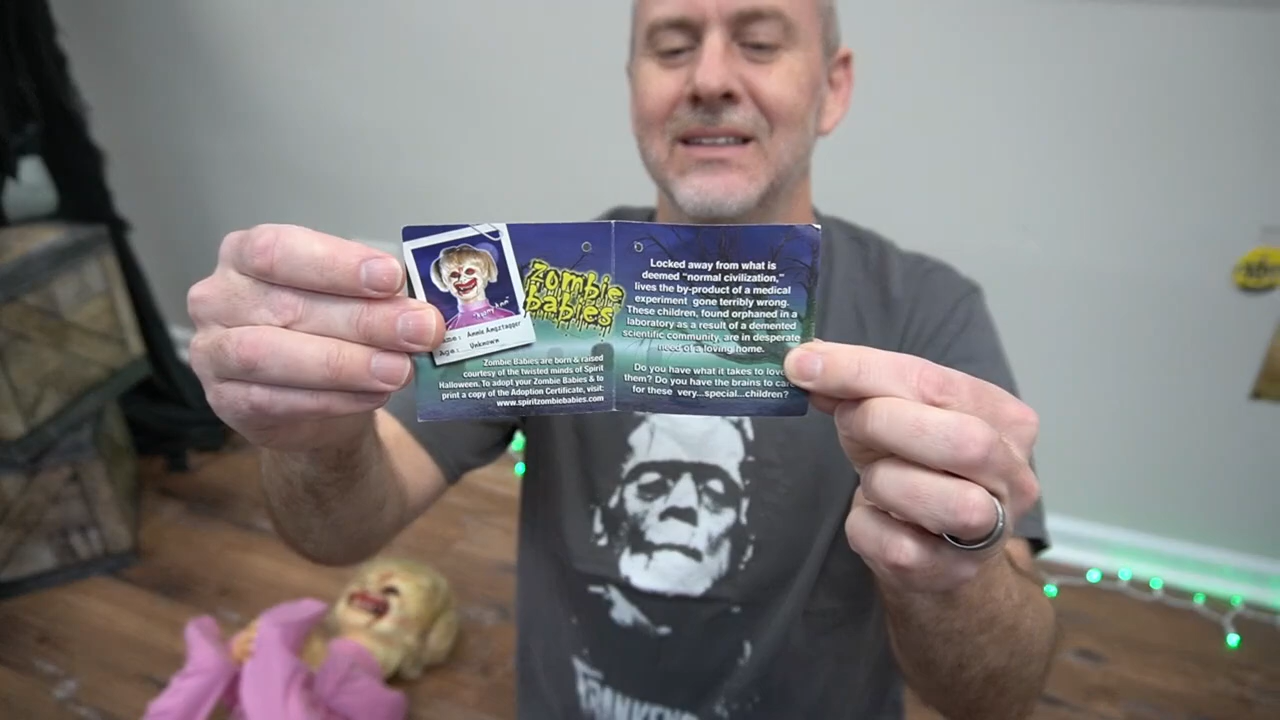 "Nasty Ann"
Name: Annie Angstagger
Age: Unknown
Zombie
babies
Zombie Babies are born & raised
courtesy of the twisted minds of Spirit
Halloween. To adopt your Zombie Babies & to
print a copy of the Adoption Certificate, visit:
www.spiritzombiebabies.com
Locked away from what is
deemed "normal civilization,"
lives the by-product of a medical
experiment gone terribly wrong.
These children, found orphaned in a
laboratory as a result of a demented
scientific community, are in desperate
need of a loving home.
Do you have what it takes to love
them? Do you have the brains to ca
for these very...special...children?
FRANKENS